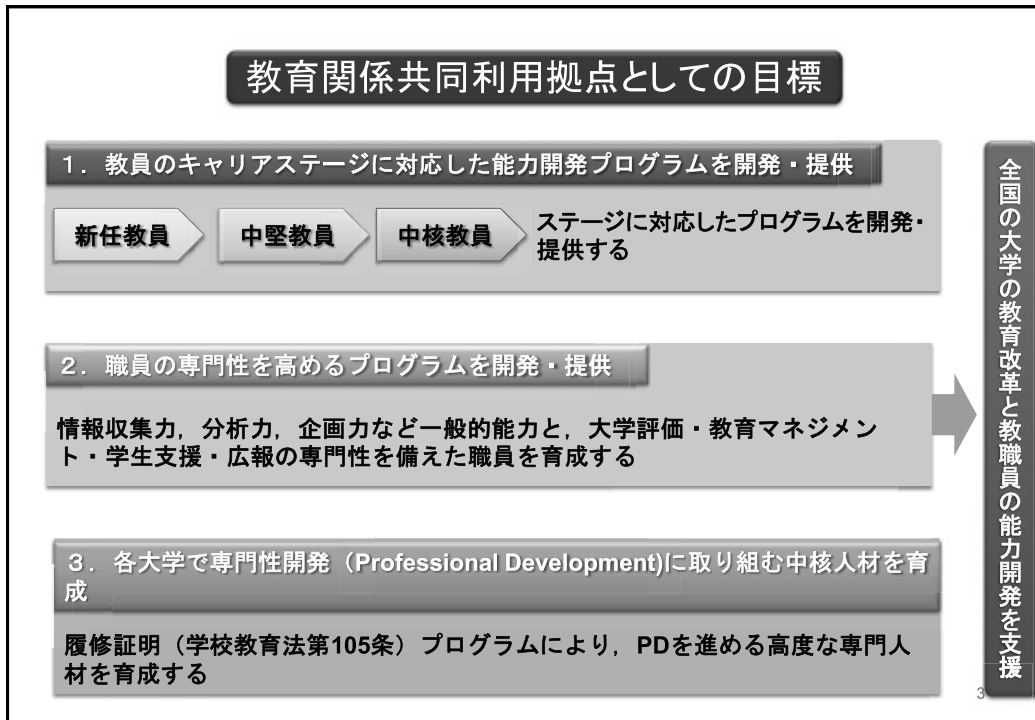 教育関係共同利用拠点としての目標
１．教員のキャリアステージに対応した能力開発プログラムを開発・提供
新任教員
中堅教員
中核教員
ステージに対応したプログラムを開発・
提供する
２．職員の専門性を高めるプログラムを開発・提供
情報収集力，分析力，企画力など一般的能力と，大学評価・教育マネジメン
ト・学生支援・広報の専門性を備えた職員を育成する
３．各大学で専門性開発（Professional Development)に取り組む中核人材を育
成
履修証明（学校教育法第105条）プログラムにより，PDを進める高度な専門人
材を育成する
全国の大学の教育改革と教職員の能力開発を支援
3